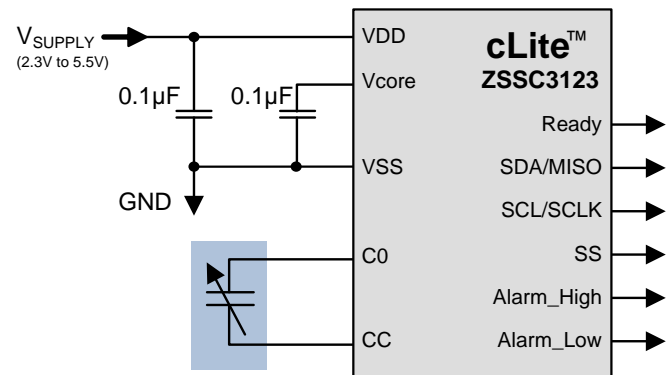 VSUPPLY
(2.3V to 5.5V)
0.1µF
0.1µF
GND
VDD
Vcore
VSS
C0
CC
cLite™
ZSSC3123
Ready
SDA/MISO
SCL/SCLK
SS
Alarm_High
Alarm_Low